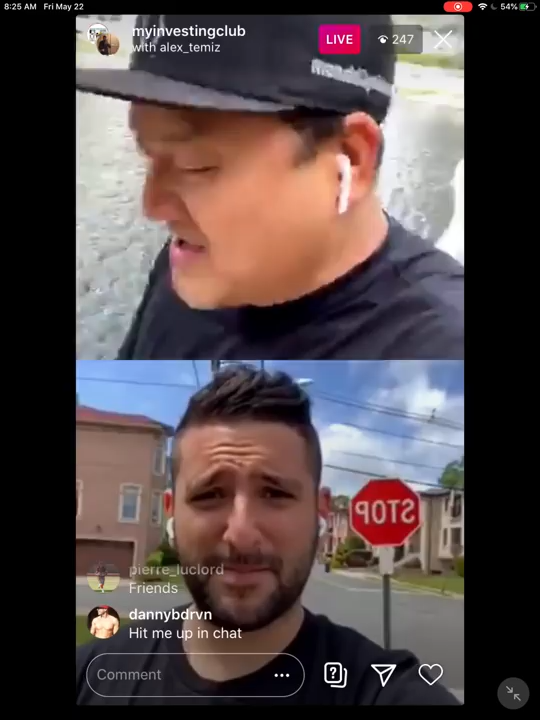 8:25 AM Fri May 22
54%
myinvestingclub
with alex_temiz
LIVE
247
STOP
pierre_luclord
Friends
dannybdrvn
Hit me up in chat
Comment